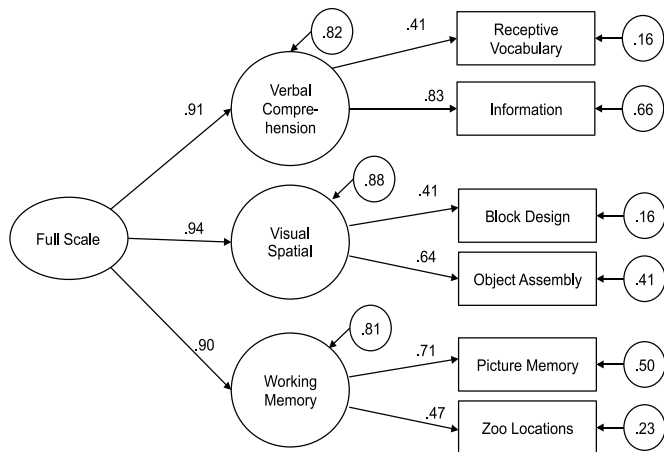 .82
.41
Receptive
Vocabulary
.16
Verbal
Compre-
hension
.83
Information
.66
.91
.88
.41
Block Design
.16
Full Scale
.94
Visual
Spatial
.64
Object Assembly
.41
.90
.81
.71
Picture Memory
.50
Working
Memory
.47
Zoo Locations
.23